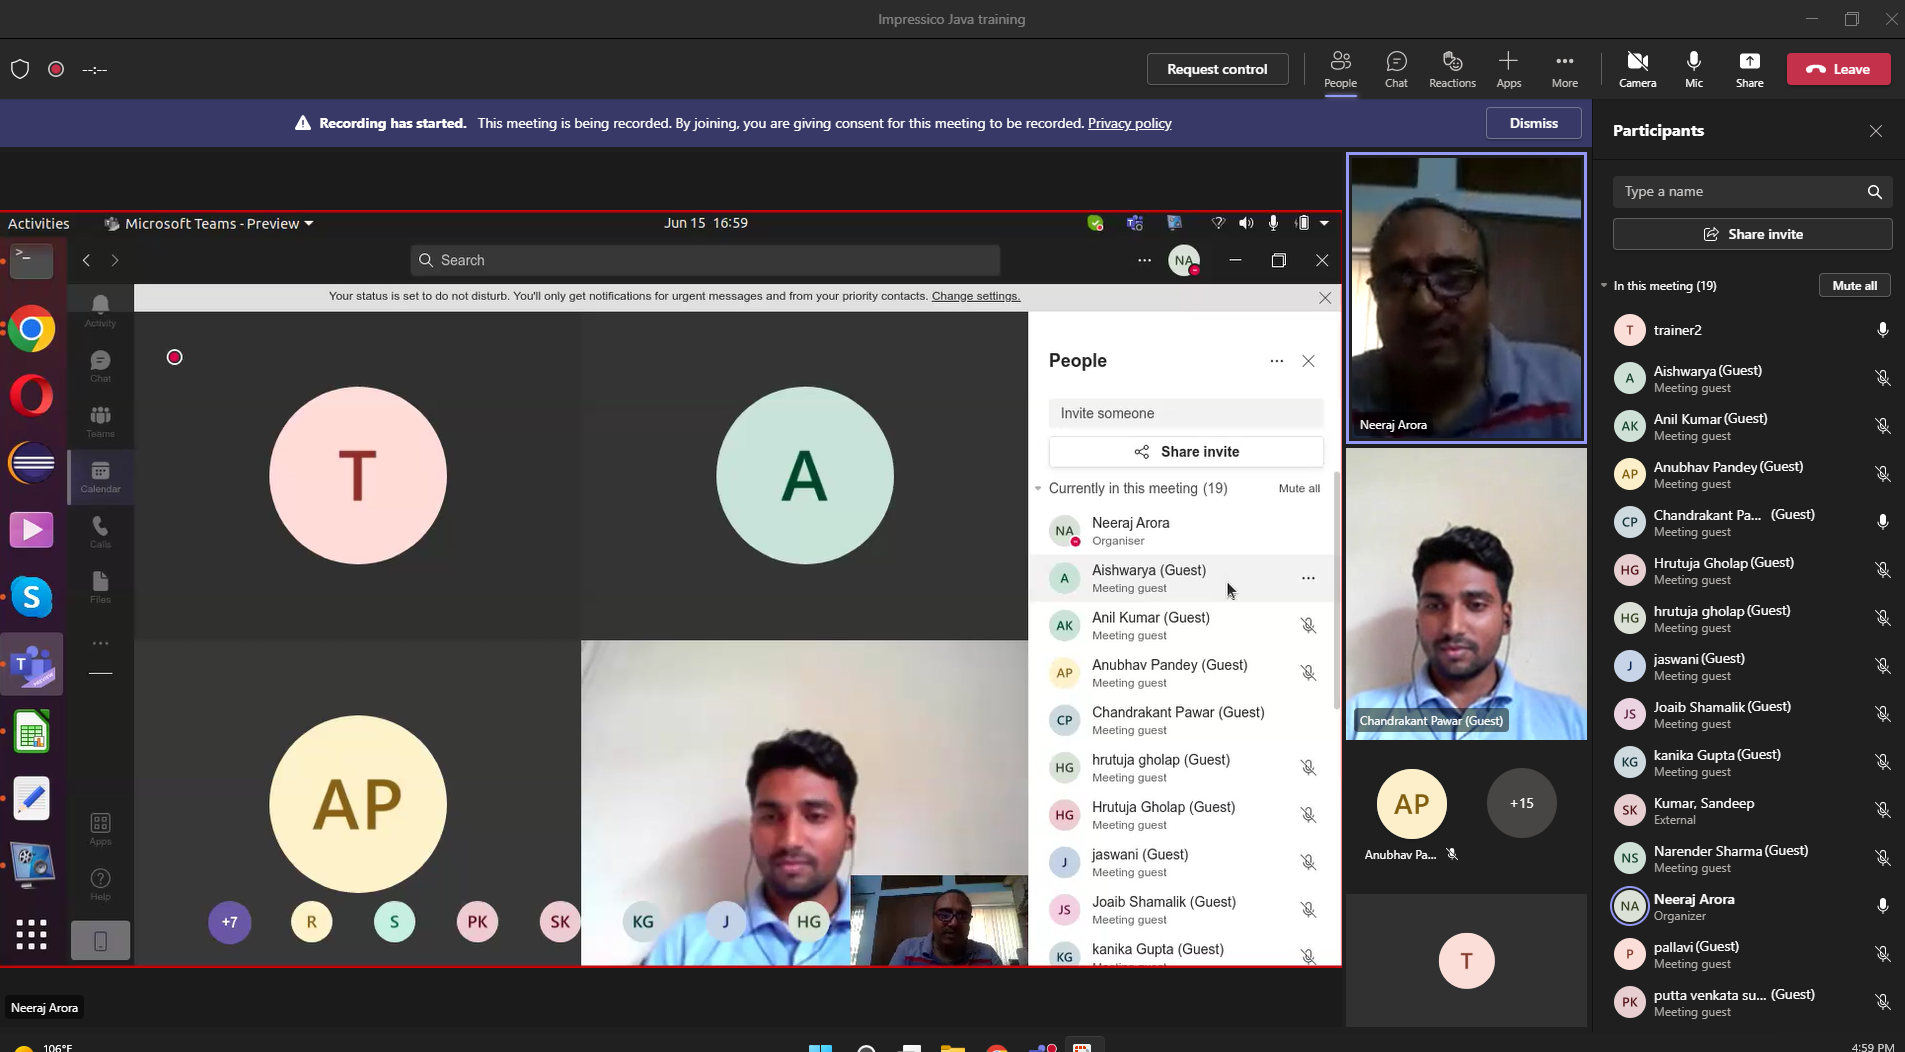 Impressico Java training
--:--
Request control
People
Chat
Reactions
Apps
More
Camera
Mic
Share
Leave
Recording has started. This meeting is being recorded. By joining, you are giving consent for this meeting to be recorded. Privacy policy
Dismiss
Activities
Microsoft Teams - Preview
Jun 15 16:59
Search
NA
Your status is set to do not disturb. You'll only get notifications for urgent messages and from your priority contacts. Change settings.
Activity
Chat
Teams
Calendar
Calls
Files
Apps
Help
T
A
AP
+7
R
S
PK
SK
KG
J
HG
People
Invite someone
Share invite
Currently in this meeting (19)
Mute all
NA
Neeraj Arora
Organiser
A
Aishwarya (Guest)
Meeting guest
AK
Anil Kumar (Guest)
Meeting guest
AP
Anubhav Pandey (Guest)
Meeting guest
CP
Chandrakant Pawar (Guest)
Meeting guest
HG
hrutuja gholap (Guest)
Meeting guest
HG
Hrutuja Gholap (Guest)
Meeting guest
J
jaswani (Guest)
Meeting guest
JS
Joaib Shamalik (Guest)
Meeting guest
KG
kanika Gupta (Guest)
Neeraj Arora
Neeraj Arora
Chandrakant Pawar (Guest)
AP
+15
Anubhav Pa...
T
Participants
Type a name
Share invite
In this meeting (19)
Mute all
T
trainer2
A
Aishwarya (Guest)
Meeting guest
AK
Anil Kumar (Guest)
Meeting guest
AP
Anubhav Pandey (Guest)
Meeting guest
CP
Chandrakant Pa... (Guest)
Meeting guest
HG
Hrutuja Gholap (Guest)
Meeting guest
HG
hrutuja gholap (Guest)
Meeting guest
J
jaswani (Guest)
Meeting guest
JS
Joaib Shamalik (Guest)
Meeting guest
KG
kanika Gupta (Guest)
Meeting guest
SK
Kumar, Sandeep
External
NS
Narender Sharma (Guest)
Meeting guest
NA
Neeraj Arora
Organizer
P
pallavi (Guest)
Meeting guest
PK
putta venkata su... (Guest)
Meeting guest
106°F
4:59 PM